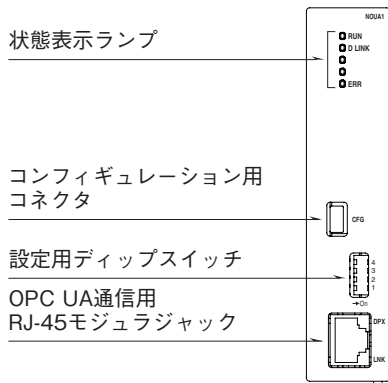 NOUA1
状態表示ランプ
RUN
D LINK
ERR
コンフィギュレーション用
コネクタ
CFG
設定用ディップスイッチ
4
3
2
1
→On
OPC UA通信用
RJ-45モジュラジャック
DPX
LNK